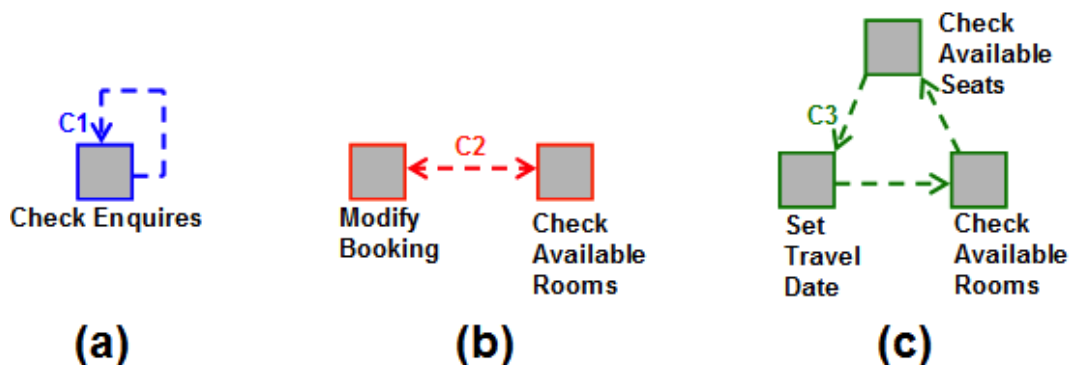 C1
Check Enquires
(a)
C2
Modify
Booking
Check
Available
Rooms
(b)
Check
Available
Seats
C3
Set
Travel
Date
Check
Available
Rooms
(c)